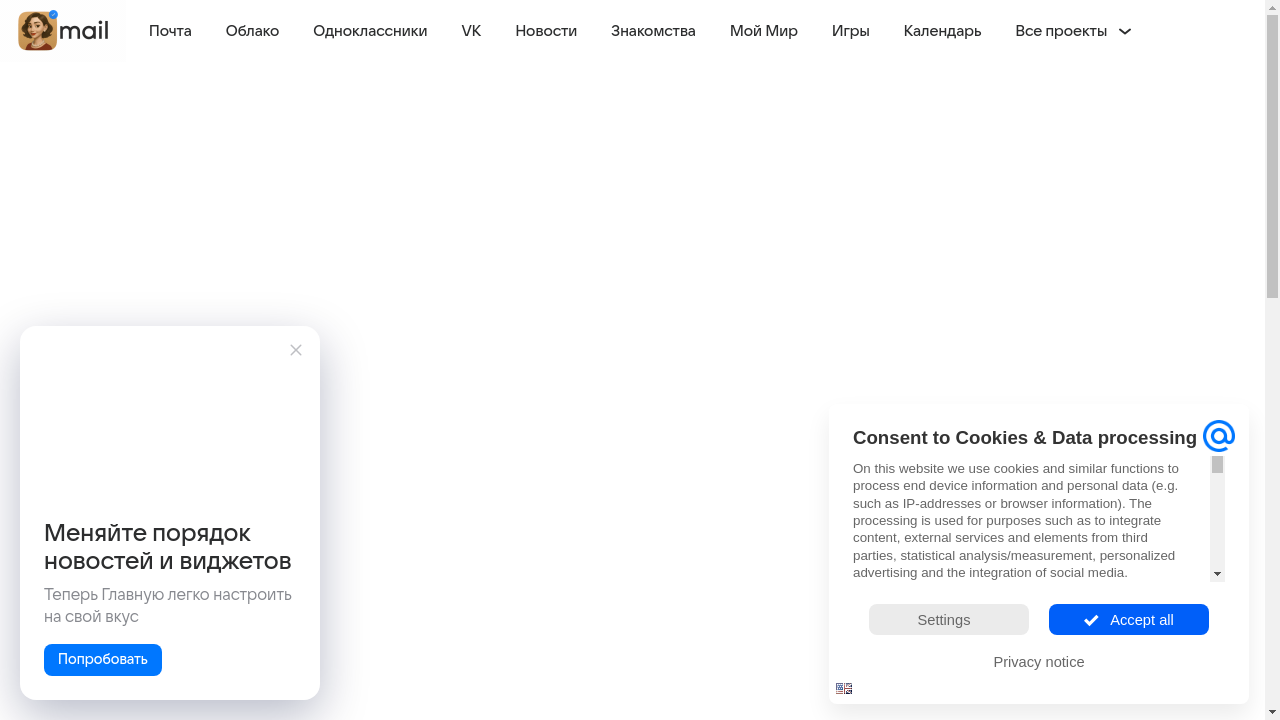 mail
Почта
Облако
Одноклассники
VK
Новости
Знакомства
Мой Мир
Игры
Календарь
Все проекты
Меняйте порядок
новостей и виджетов
Теперь Главную легко настроить
на свой вкус
Попробовать
Consent to Cookies & Data processing
On this website we use cookies and similar functions to
process end device information and personal data (e.g.
such as IP-addresses or browser information). The
processing is used for purposes such as to integrate
content, external services and elements from third
parties, statistical analysis/measurement, personalized
advertising and the integration of social media.
Settings
Accept all
Privacy notice